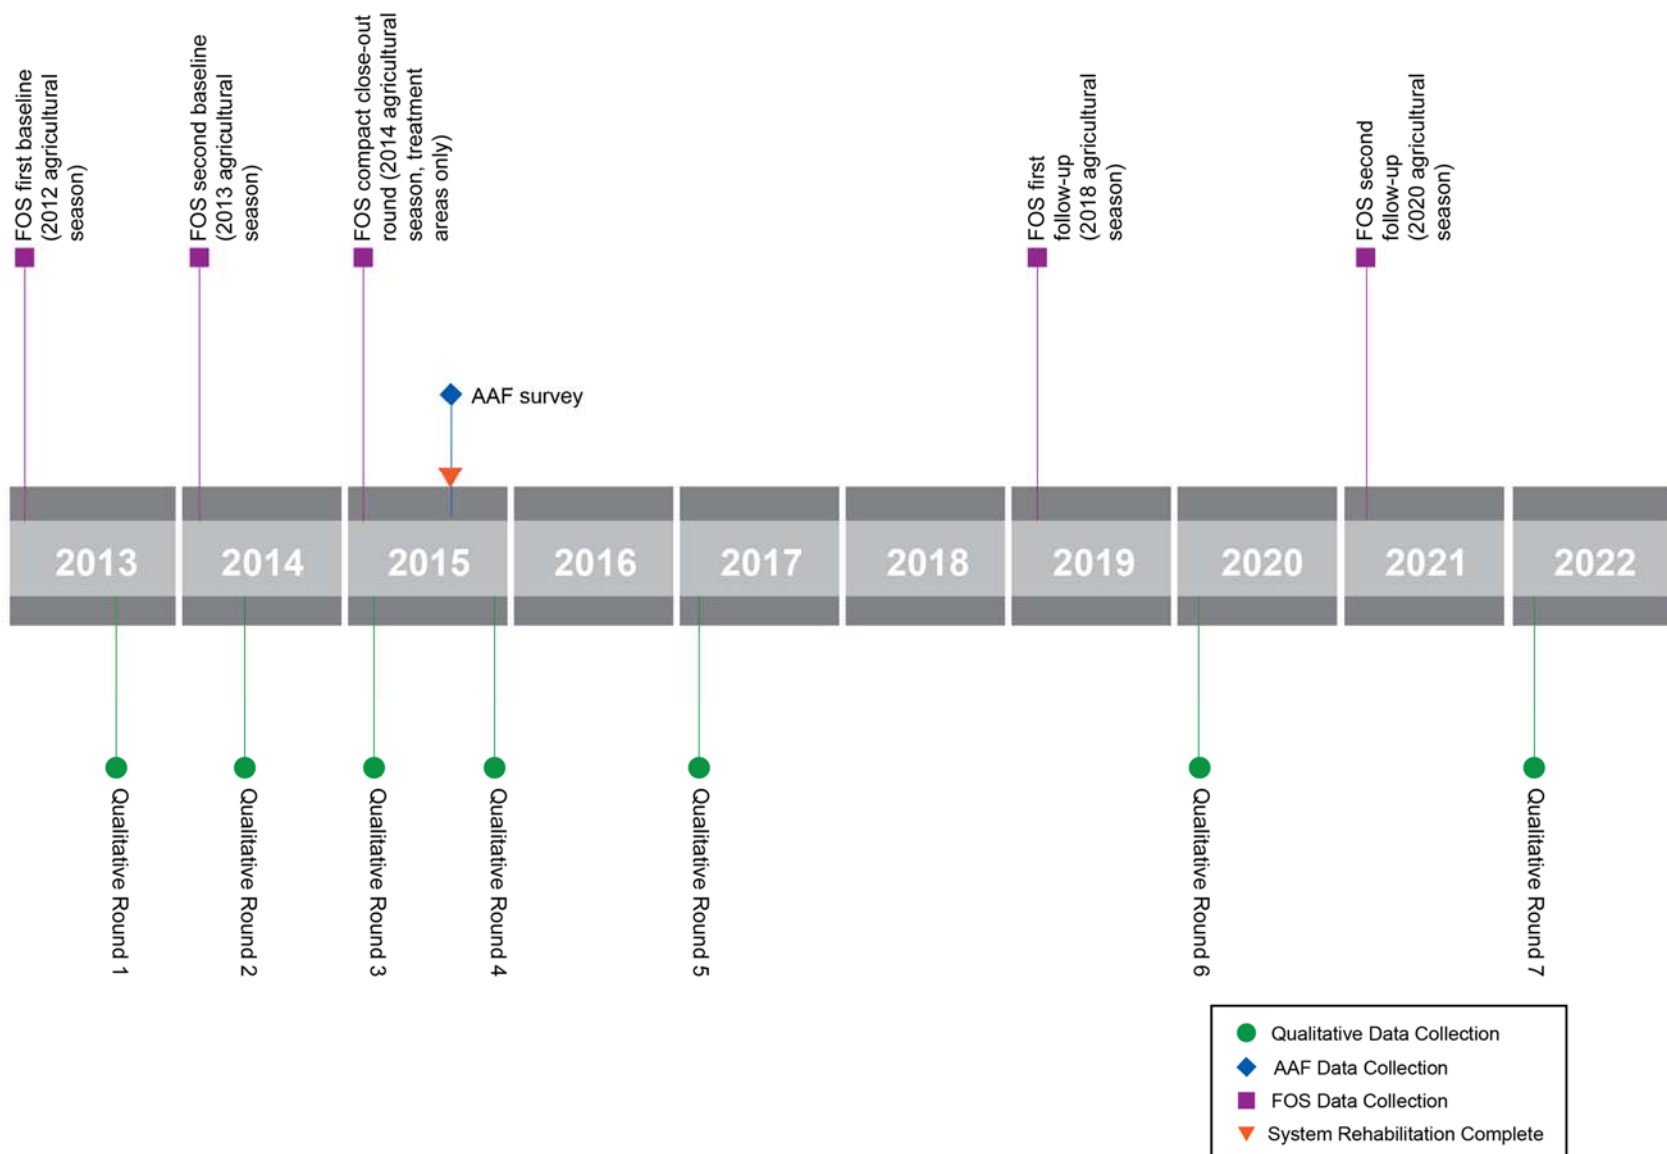 FOS first baseline
(2012 agricultural
season)
FOS second baseline
(2013 agricultural
season)
FOS compact close-out
round (2014 agricultural
season, treatment
areas only)
FOS first
follow-up
(2018 agricultural
season)
FOS second
follow-up
(2020 agricultural
season)
AAF survey
2013
2014
2015
2016
2017
2018
2019
2020
2021
2022
Qualitative Round 1
Qualitative Round 2
Qualitative Round 3
Qualitative Round 4
Qualitative Round 5
Qualitative Round 6
Qualitative Round 7
Qualitative Data Collection
AAF Data Collection
FOS Data Collection
System Rehabilitation Complete